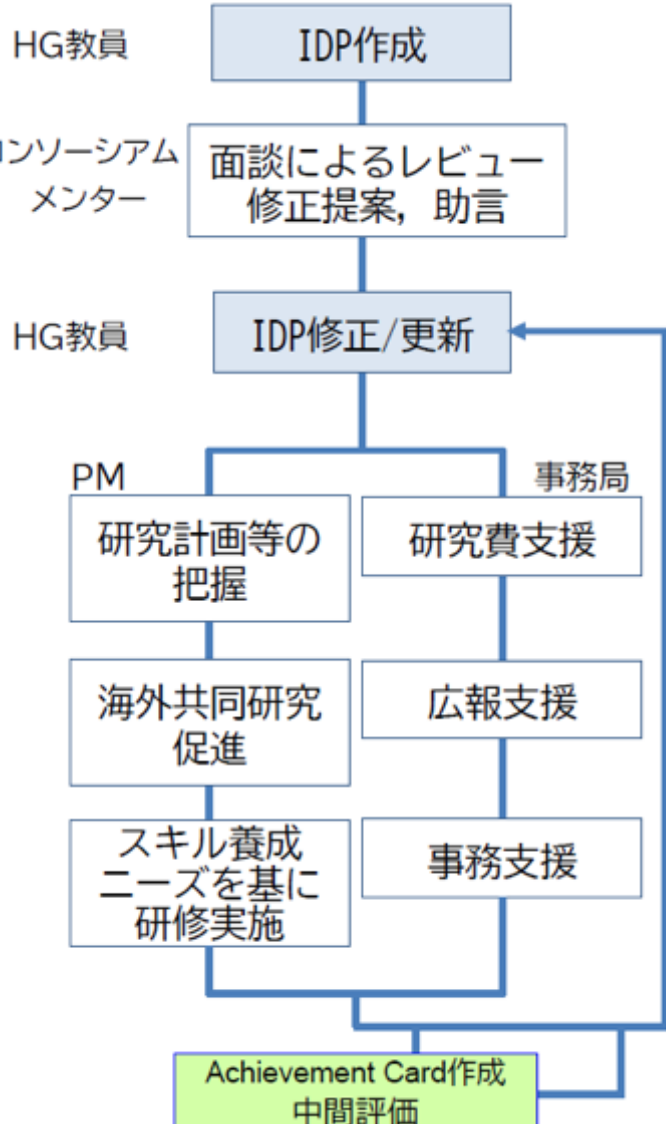 HG教員
IDP作成
コンソーシアム
メンター
面談によるレビュー
修正提案，助言
HG教員
IDP修正/更新
PM
研究計画等の
把握
海外共同研究
促進
スキル養成
ニーズを基に
研修実施
事務局
研究費支援
広報支援
事務支援
Achievement Card作成
中間評価